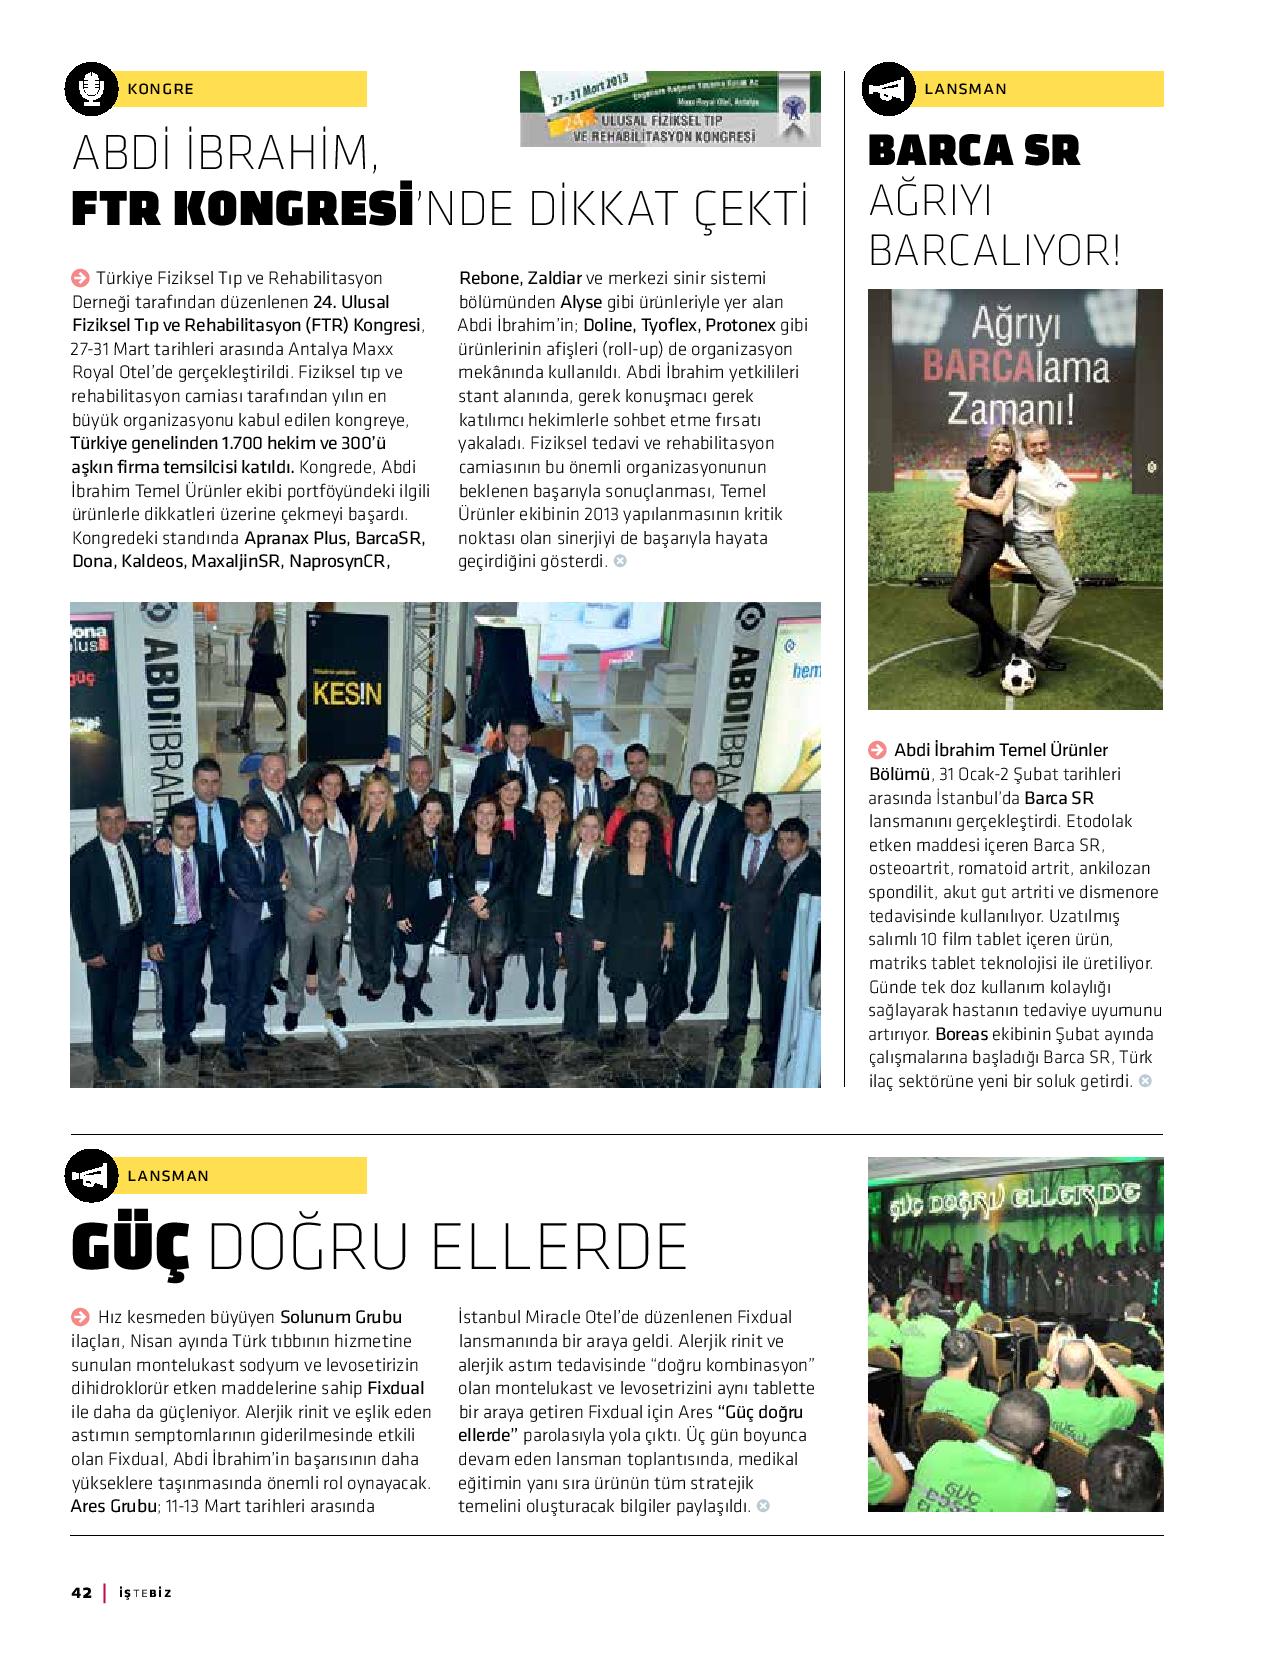 KONGRE
ABDİ İBRAHİM,
FTR KONGRESİ'NDE DİKKAT ÇEKTİ
27-31 Mart 2013
Maxx Royal Otel, Antalya
24. ULUSAL FİZİKSEL TIP
VE REHABİLİTASYON KONGRESİ
Türkiye Fiziksel Tıp ve Rehabilitasyon
Derneği tarafından düzenlenen 24. Ulusal
Fiziksel Tıp ve Rehabilitasyon (FTR) Kongresi,
27-31 Mart tarihleri arasında Antalya Maxx
Royal Otel'de gerçekleştirildi. Fiziksel tıp ve
rehabilitasyon camiası tarafından yılın en
büyük organizasyonu kabul edilen kongreye,
Türkiye genelinden 1.700 hekim ve 300'ü
aşkın firma temsilcisi katıldı. Kongrede, Abdi
İbrahim Temel Ürünler ekibi portföyündeki ilgili
ürünlerle dikkatleri üzerine çekmeyi başardı.
Kongredeki standında Apranax Plus, BarcaSR,
Dona, Kaldeos, MaxaljinSR, NaprosynCR,
Rebone, Zaldiar ve merkezi sinir sistemi
bölümünden Alyse gibi ürünleriyle yer alan
Abdi İbrahim'in; Doline, Tyoflex, Protonex gibi
ürünlerinin afişleri (roll-up) de organizasyon
mekânında kullanıldı. Abdi İbrahim yetkilileri
stant alanında, gerek konuşmacı gerek
katılımcı hekimlerle sohbet etme fırsatı
yakaladı. Fiziksel tedavi ve rehabilitasyon
camiasının bu önemli organizasyonunun
beklenen başarıyla sonuçlanması, Temel
Ürünler ekibinin 2013 yapılanmasının kritik
noktası olan sinerjiyi de başarıyla hayata
geçirdiğini gösterdi.
dona
plus
güç
ABDİİBRAH
KESİN
ABDİİBRA
hem
LANSMAN
BARCA SR
AĞRIYI
BARCALIYOR!
Ağrıyı
BARCAlama
Zamanı!
Abdi İbrahim Temel Ürünler
Bölümü, 31 Ocak-2 Şubat tarihleri
arasında İstanbul'da Barca SR
lansmanını gerçekleştirdi. Etodolak
etken maddesi içeren Barca SR,
osteoartrit, romatoid artrit, ankilozan
spondilit, akut gut artriti ve dismenore
tedavisinde kullanılıyor. Uzatılmış
salımlı 10 film tablet içeren ürün,
matriks tablet teknolojisi ile üretiliyor.
Günde tek doz kullanım kolaylığı
sağlayarak hastanın tedaviye uyumunu
artırıyor. Boreas ekibinin Şubat ayında
çalışmalarına başladığı Barca SR, Türk
ilaç sektörüne yeni bir soluk getirdi.
LANSMAN
GÜÇ DOĞRU ELLERDE
Hız kesmeden büyüyen Solunum Grubu
ilaçları, Nisan ayında Türk tıbbının hizmetine
sunulan montelukast sodyum ve levosetirizin
dihidroklorür etken maddelerine sahip Fixdual
ile daha da güçleniyor. Alerjik rinit ve eşlik eden
astımın semptomlarının giderilmesinde etkili
olan Fixdual, Abdi İbrahim'in başarısının daha
yükseklere taşınmasında önemli rol oynayacak.
Ares Grubu; 11-13 Mart tarihleri arasında
İstanbul Miracle Otel'de düzenlenen Fixdual
lansmanında bir araya geldi. Alerjik rinit ve
alerjik astım tedavisinde “doğru kombinasyon”
olan montelukast ve levosetrizini aynı tablette
bir araya getiren Fixdual için Ares “Güç doğru
ellerde” parolasıyla yola çıktı. Üç gün boyunca
devam eden lansman toplantısında, medikal
eğitimin yanı sıra ürünün tüm stratejik
temelini oluşturacak bilgiler paylaşıldı.
GÜÇ DOĞRU ELLERDE
GÜÇ
42 | İŞTEBİZ